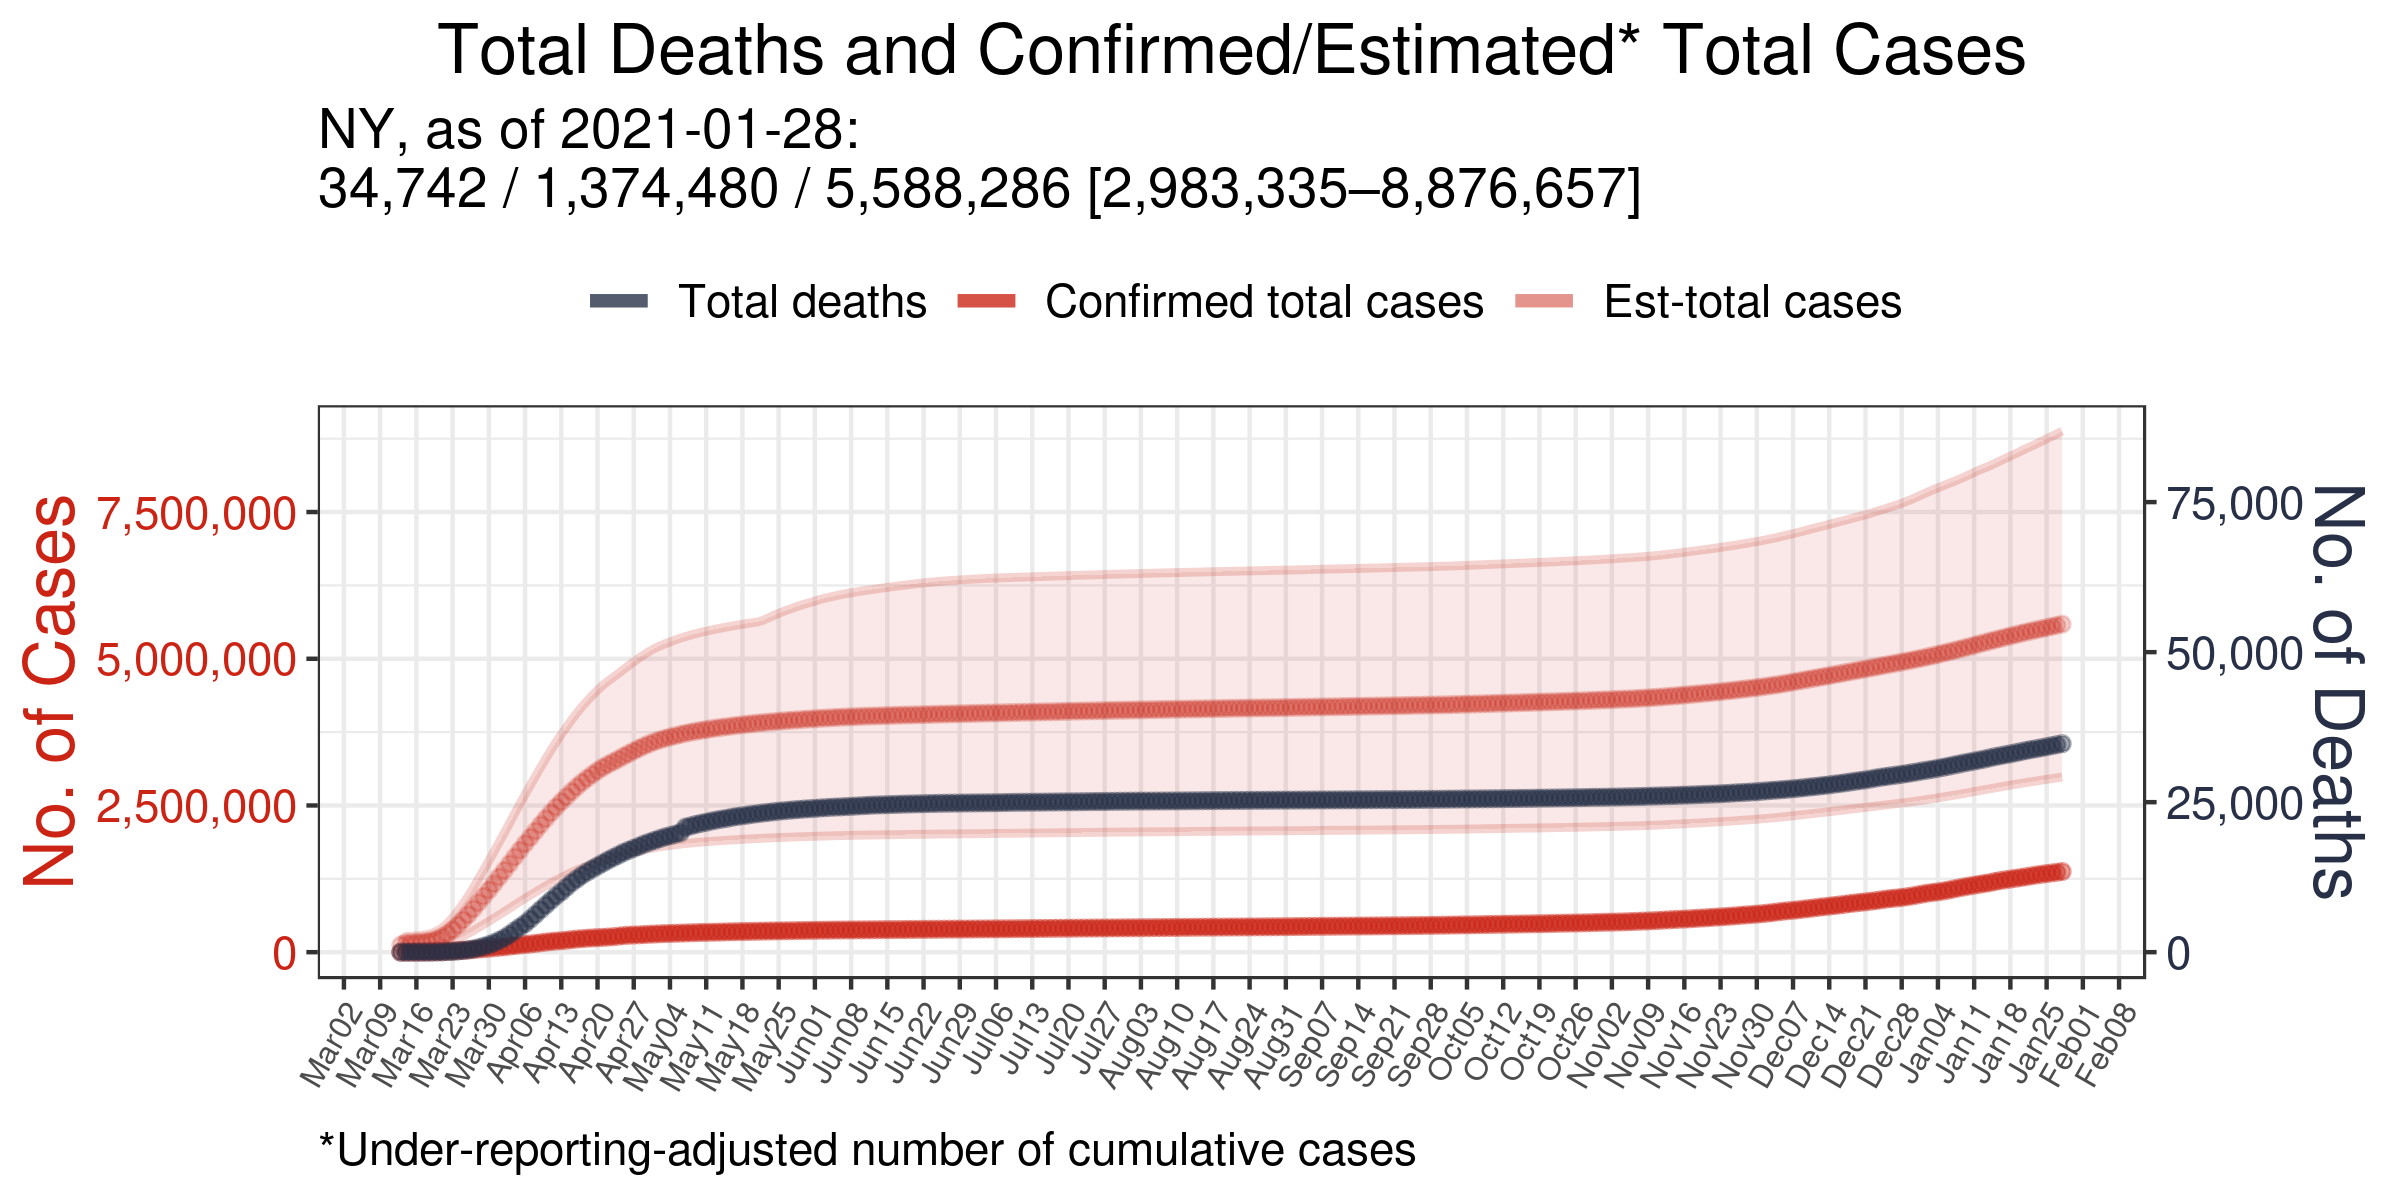 Total Deaths and Confirmed/Estimated* Total Cases
NY, as of 2021-01-28:
34,742 / 1,374,480 / 5,588,286 [2,983,335–8,876,657]
Total deaths
Confirmed total cases
Est-total cases
No. of Cases
7,500,000
5,000,000
2,500,000
0
75,000
50,000
25,000
0
No. of Deaths
Mar02
Mar09
Mar16
Mar23
Mar30
Apr06
Apr13
Apr20
Apr27
May04
May11
May18
May25
Jun01
Jun08
Jun15
Jun22
Jun29
Jul06
Jul13
Jul20
Jul27
Aug03
Aug10
Aug17
Aug24
Aug31
Sep07
Sep14
Sep21
Sep28
Oct05
Oct12
Oct19
Oct26
Nov02
Nov09
Nov16
Nov23
Nov30
Dec07
Dec14
Dec21
Dec28
Jan04
Jan11
Jan18
Jan25
Feb01
Feb08
*Under-reporting-adjusted number of cumulative cases